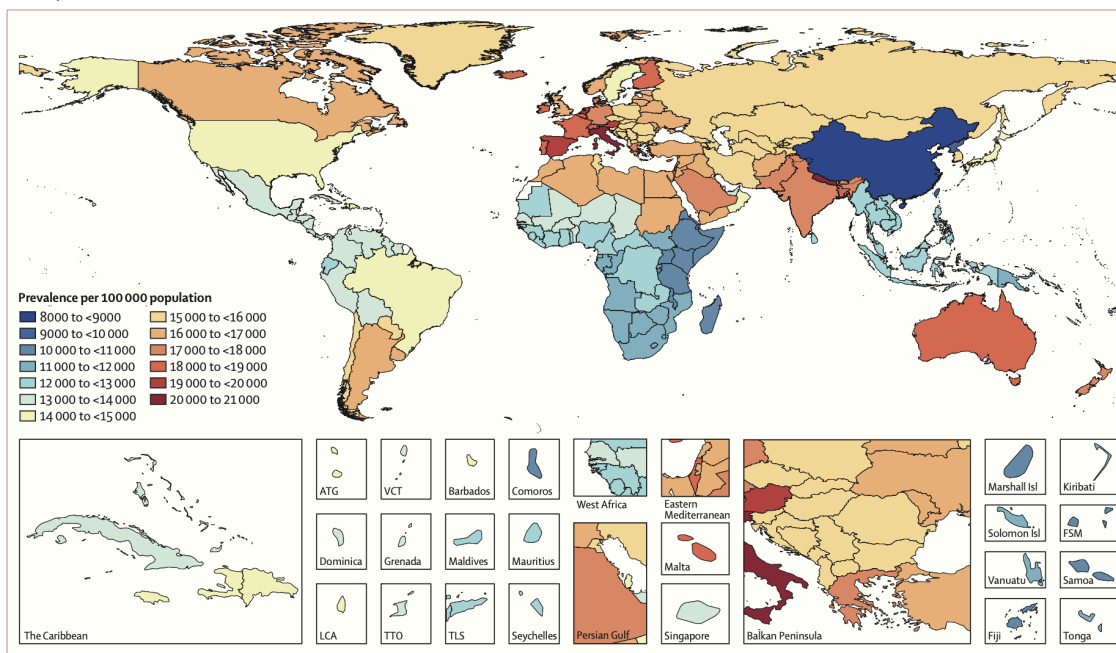 Prevalence per 100 000 population
8000 to <9000
9000 to <10 000
10 000 to <11 000
11 000 to <12 000
12 000 to <13 000
13 000 to <14 000
14 000 to <15 000
15 000 to <16 000
16 000 to <17 000
17 000 to <18 000
18 000 to <19 000
19 000 to <20 000
20 000 to 21 000
The Caribbean
ATG
VCT
Barbados
Comoros
West Africa
Eastern
Mediterranean
Marshall Isl
Kiribati
Dominica
Grenada
Maldives
Mauritius
Malta
Solomon Isl
FSM
Vanuatu
Samoa
LCA
TTO
TLS
Seychelles
Persian Gulf
Singapore
Balkan Peninsula
Fiji
Tonga